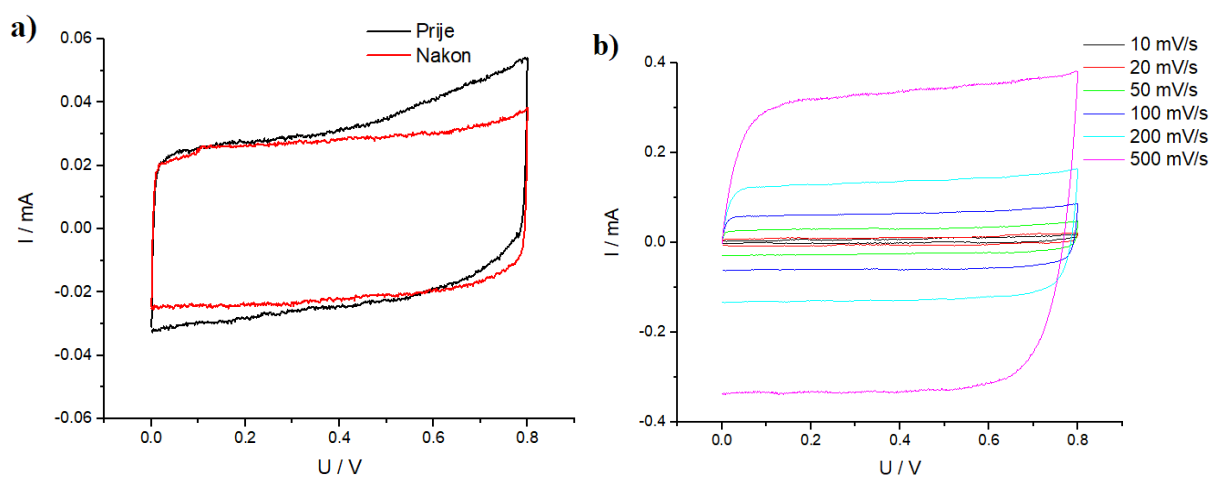 a)
Prije
Nakon
0.06
0.04
0.02
0.00
-0.02
-0.04
-0.06
I / mA
0.0 0.2 0.4 0.6 0.8
U / V
b)
10 mV/s
20 mV/s
50 mV/s
100 mV/s
200 mV/s
500 mV/s
0.4
0.2
0.0
-0.2
-0.4
I / mA
0.0 0.2 0.4 0.6 0.8
U / V